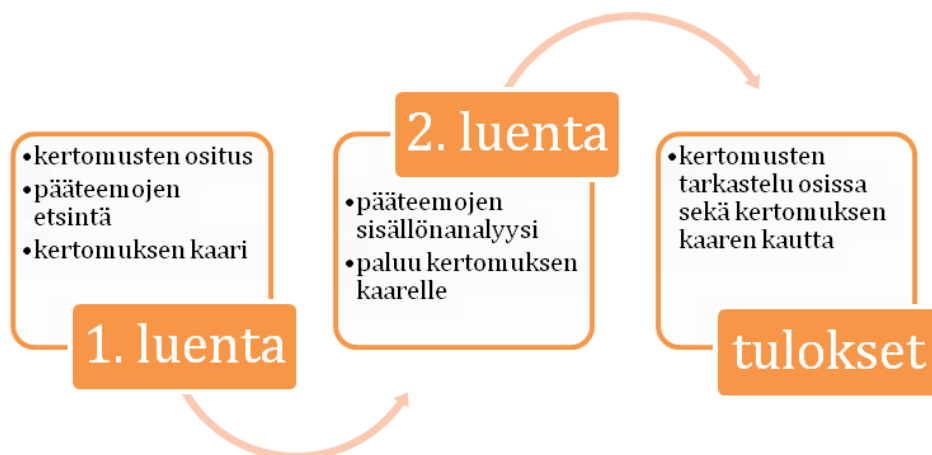 •kertomusten ositus
•pääteemojen
etsintä
•kertomuksen kaari
1. luenta
2. luenta
•pääteemojen
sisällönanalyysi
•paluu kertomuksen
kaarelle
•kertomusten
tarkastelu osissa
sekä kertomuksen
kaaren kautta
tulokset